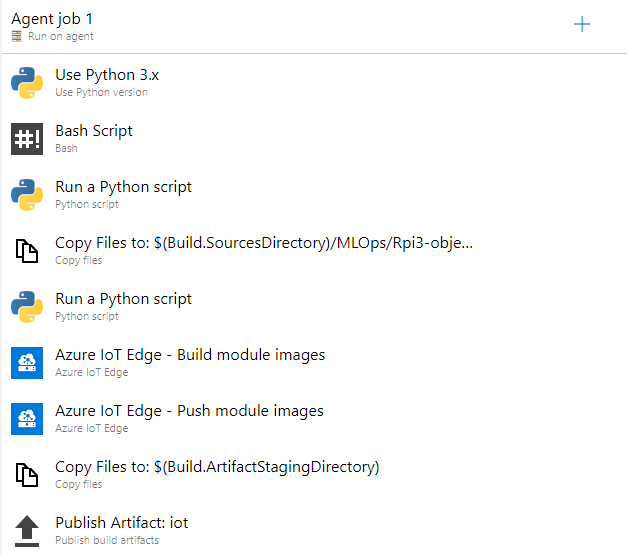 Agent job 1
Run on agent
Use Python 3.x
Use Python version
#!
Bash Script
Bash
Run a Python script
Python script
Copy Files to: $(Build.SourcesDirectory)/MLOps/Rpi3-obje...
Copy files
Run a Python script
Python script
Azure IoT Edge - Build module images
Azure IoT Edge
Azure IoT Edge - Push module images
Azure IoT Edge
Copy Files to: $(Build.ArtifactStagingDirectory)
Copy files
Publish Artifact: iot
Publish build artifacts